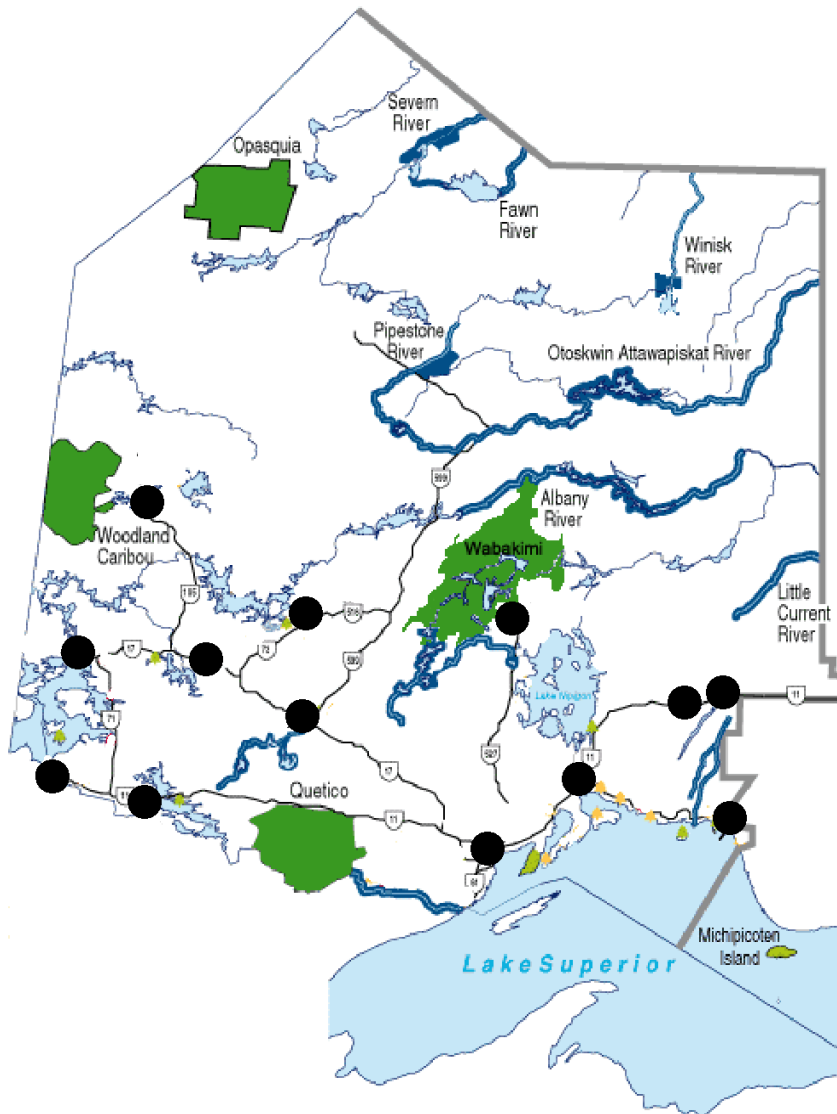 Severn
River
Opasquia
Fawn
River
Winisk
River
Pipestone
River
Otoskwin Attawapiskat River
599
Albany
River
Woodland
Caribou
Wabakimi
105
516
Little
Current
River
72
17
599
Lake Nipigon
11
71
11
527
17
Quetico
11
11
61
Michipicoten
Island
Lake Superior